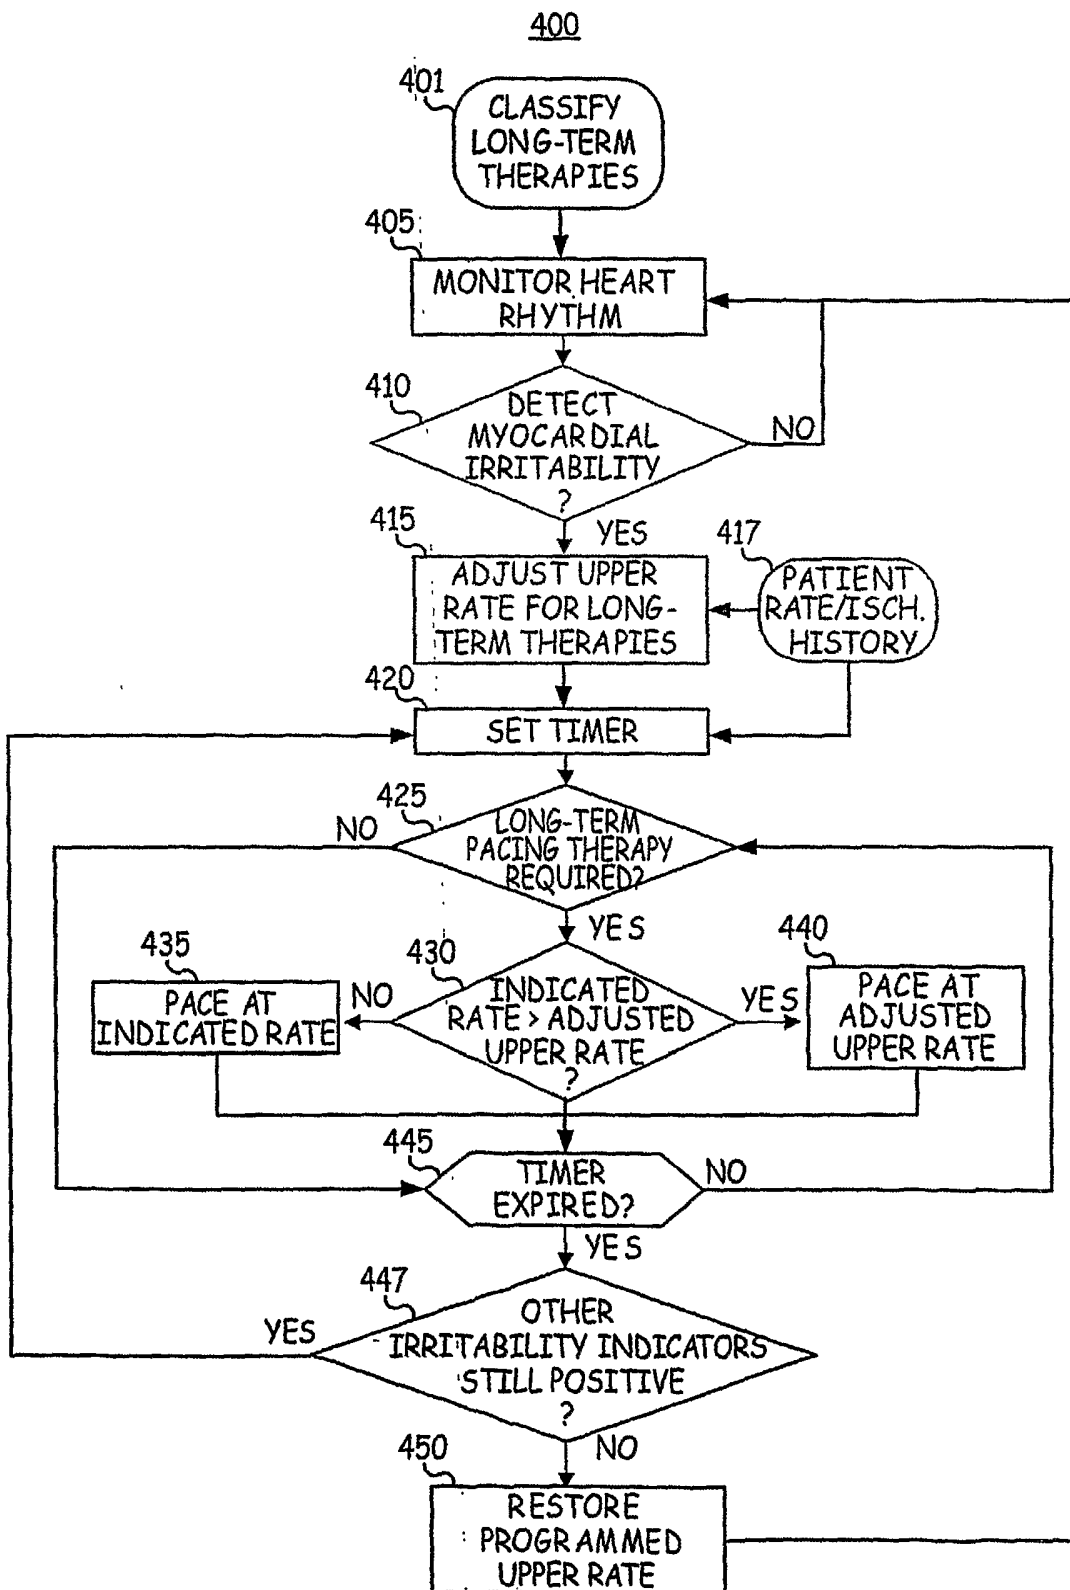 400
401
CLASSIFY
LONG-TERM
THERAPIES
405
MONITOR HEART
RHYTHM
410
DETECT
MYOCARDIAL
IRRITABILITY
?
NO
YES
415
ADJUST UPPER
RATE FOR LONG-
TERM THERAPIES
417
PATIENT
RATE/ISCH.
HISTORY
420
SET TIMER
425
LONG-TERM
PACING THERAPY
REQUIRED?
NO
YES
430
INDICATED
RATE > ADJUSTED
UPPER RATE
?
NO
YES
435
PACE AT
INDICATED RATE
440
PACE AT
ADJUSTED
UPPER RATE
445
TIMER
EXPIRED?
NO
YES
447
OTHER
IRRITABILITY INDICATORS
STILL POSITIVE
?
YES
NO
450
RESTORE
PROGRAMMED
UPPER RATE